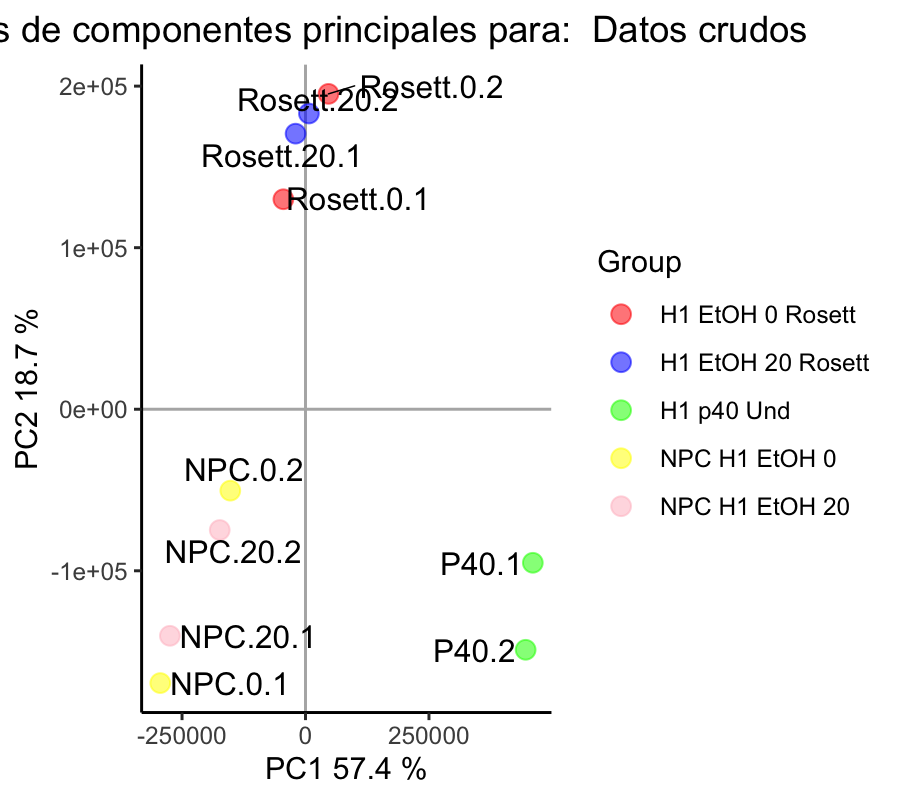 s de componentes principales para:  Datos crudos
2e+05
Rosett.0.2
Rosett.20.2
Rosett.20.1
Rosett.0.1
1e+05
Group
H1 EtOH 0 Rosett
H1 EtOH 20 Rosett
H1 p40 Und
NPC H1 EtOH 0
NPC H1 EtOH 20
PC2 18.7 %
0e+00
NPC.0.2
NPC.20.2
P40.1
-1e+05
NPC.20.1
P40.2
NPC.0.1
-250000
0
250000
PC1 57.4 %